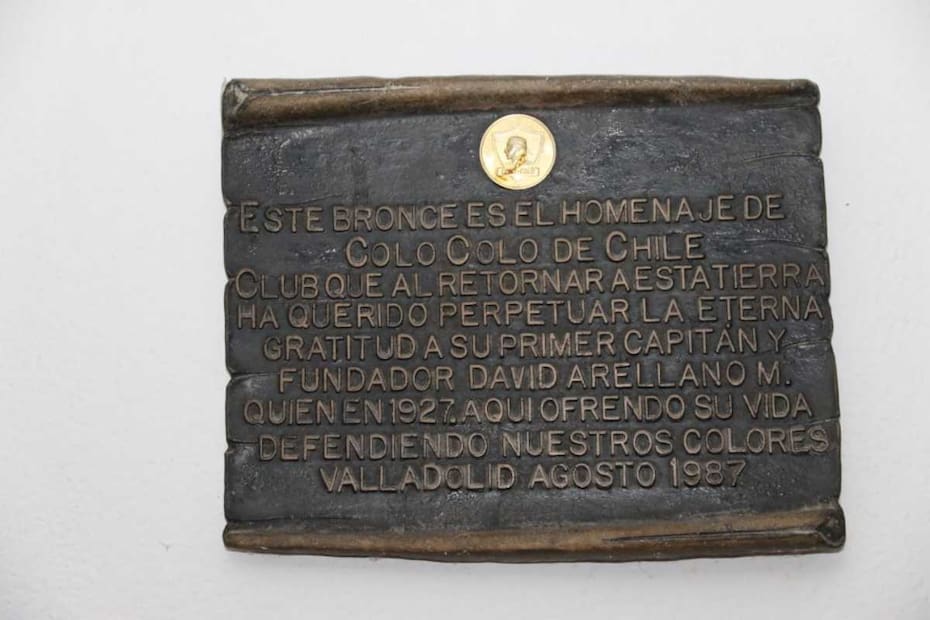 ESTE BRONCE ES EL HOMENAJE DE
COLO COLO DE CHILE
CLUB QUE AL RETORNAR A ESTA TIERRA
HA QUERIDO PERPETUAR LA ETERNA
GRATITUD A SU PRIMER CAPITÁN Y
FUNDADOR DAVID ARELLANO M.
QUIEN EN 1927. AQUI OFRENDO SU VIDA
DEFENDIENDO NUESTROS COLORES
VALLADOLID AGOSTO 1987